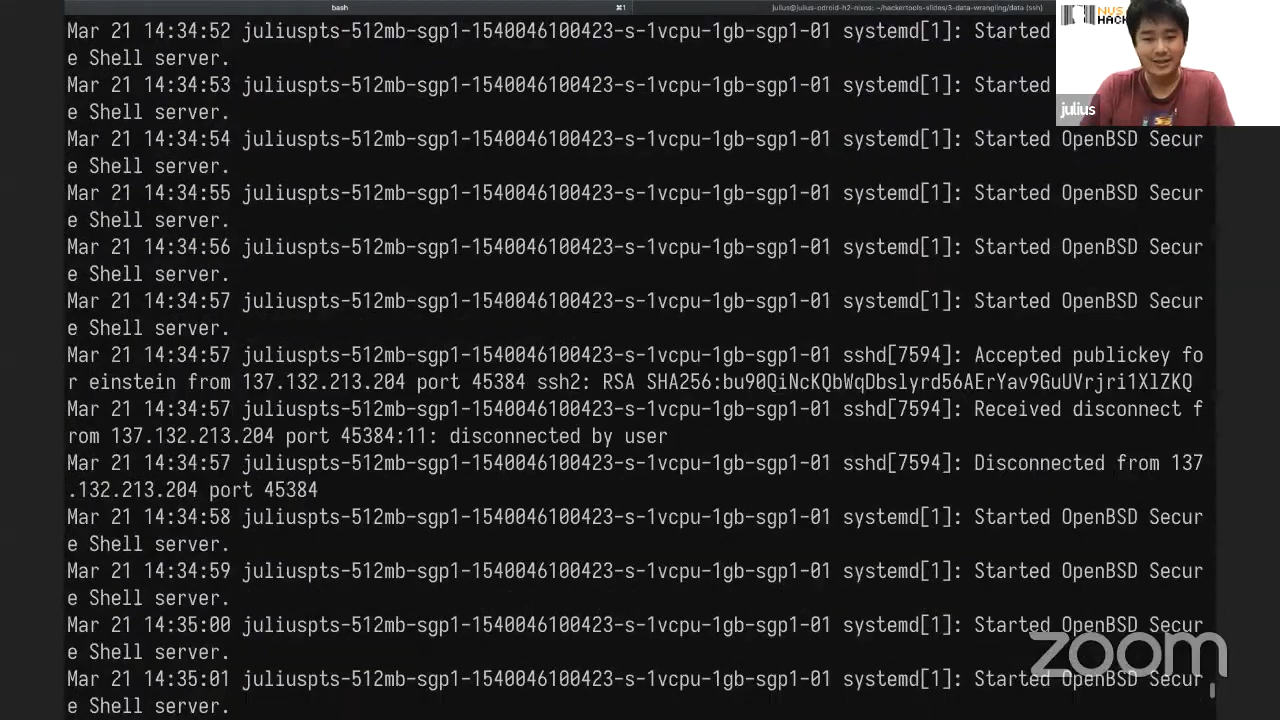 bash
⌘1
julius@julius-odroid-h2-nixos: ~/hackertools-slides/3-data-wrangling/data (ssh)
NUS
HACK
julius
Mar 21 14:34:52 juliuspts-512mb-sgp1-1540046100423-s-1vcpu-1gb-sgp1-01 systemd[1]: Started
e Shell server.
Mar 21 14:34:53 juliuspts-512mb-sgp1-1540046100423-s-1vcpu-1gb-sgp1-01 systemd[1]: Started
e Shell server.
Mar 21 14:34:54 juliuspts-512mb-sgp1-1540046100423-s-1vcpu-1gb-sgp1-01 systemd[1]: Started OpenBSD Secur
e Shell server.
Mar 21 14:34:55 juliuspts-512mb-sgp1-1540046100423-s-1vcpu-1gb-sgp1-01 systemd[1]: Started OpenBSD Secur
e Shell server.
Mar 21 14:34:56 juliuspts-512mb-sgp1-1540046100423-s-1vcpu-1gb-sgp1-01 systemd[1]: Started OpenBSD Secur
e Shell server.
Mar 21 14:34:57 juliuspts-512mb-sgp1-1540046100423-s-1vcpu-1gb-sgp1-01 systemd[1]: Started OpenBSD Secur
e Shell server.
Mar 21 14:34:57 juliuspts-512mb-sgp1-1540046100423-s-1vcpu-1gb-sgp1-01 sshd[7594]: Accepted publickey fo
r einstein from 137.132.213.204 port 45384 ssh2: RSA SHA256:bu90QiNcKQbWqDbslyrd56AErYav9GuUVrjri1XlZKQ
Mar 21 14:34:57 juliuspts-512mb-sgp1-1540046100423-s-1vcpu-1gb-sgp1-01 sshd[7594]: Received disconnect f
rom 137.132.213.204 port 45384:11: disconnected by user
Mar 21 14:34:57 juliuspts-512mb-sgp1-1540046100423-s-1vcpu-1gb-sgp1-01 sshd[7594]: Disconnected from 137
.132.213.204 port 45384
Mar 21 14:34:58 juliuspts-512mb-sgp1-1540046100423-s-1vcpu-1gb-sgp1-01 systemd[1]: Started OpenBSD Secur
e Shell server.
Mar 21 14:34:59 juliuspts-512mb-sgp1-1540046100423-s-1vcpu-1gb-sgp1-01 systemd[1]: Started OpenBSD Secur
e Shell server.
Mar 21 14:35:00 juliuspts-512mb-sgp1-1540046100423-s-1vcpu-1gb-sgp1-01 systemd[1]: Started OpenBSD Secur
e Shell server.
Mar 21 14:35:01 juliuspts-512mb-sgp1-1540046100423-s-1vcpu-1gb-sgp1-01 systemd[1]: Started OpenBSD Secur
e Shell server.
zoom